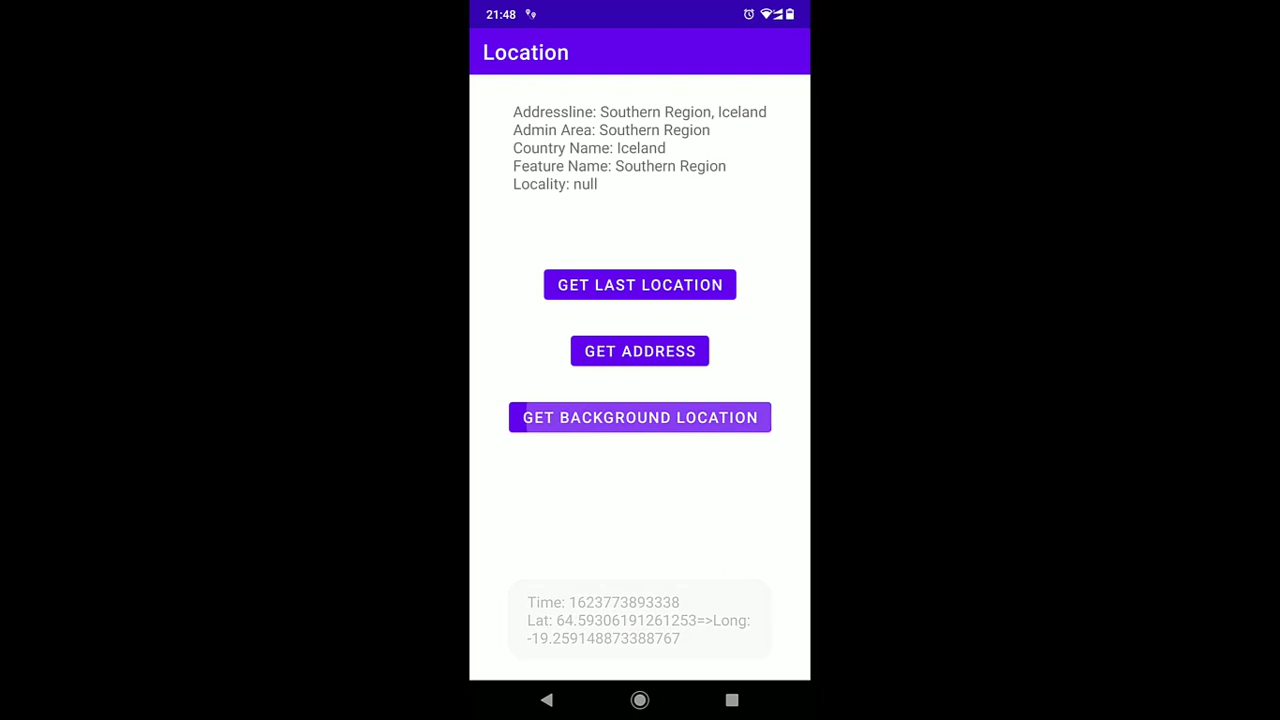 21:48
Location
Addressline: Southern Region, Iceland
Admin Area: Southern Region
Country Name: Iceland
Feature Name: Southern Region
Locality: null
GET LAST LOCATION
GET ADDRESS
GET BACKGROUND LOCATION
Time: 1623773893338
Lat: 64.59306191261253=>Long:
-19.259148873388767